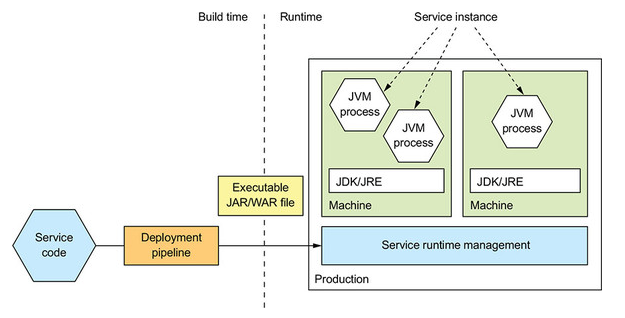 Build time
Runtime
Service instance
JVM
process
JVM
process
JVM
process
JDK/JRE
JDK/JRE
Machine
Machine
Executable
JAR/WAR file
Service
code
Deployment
pipeline
Service runtime management
Production